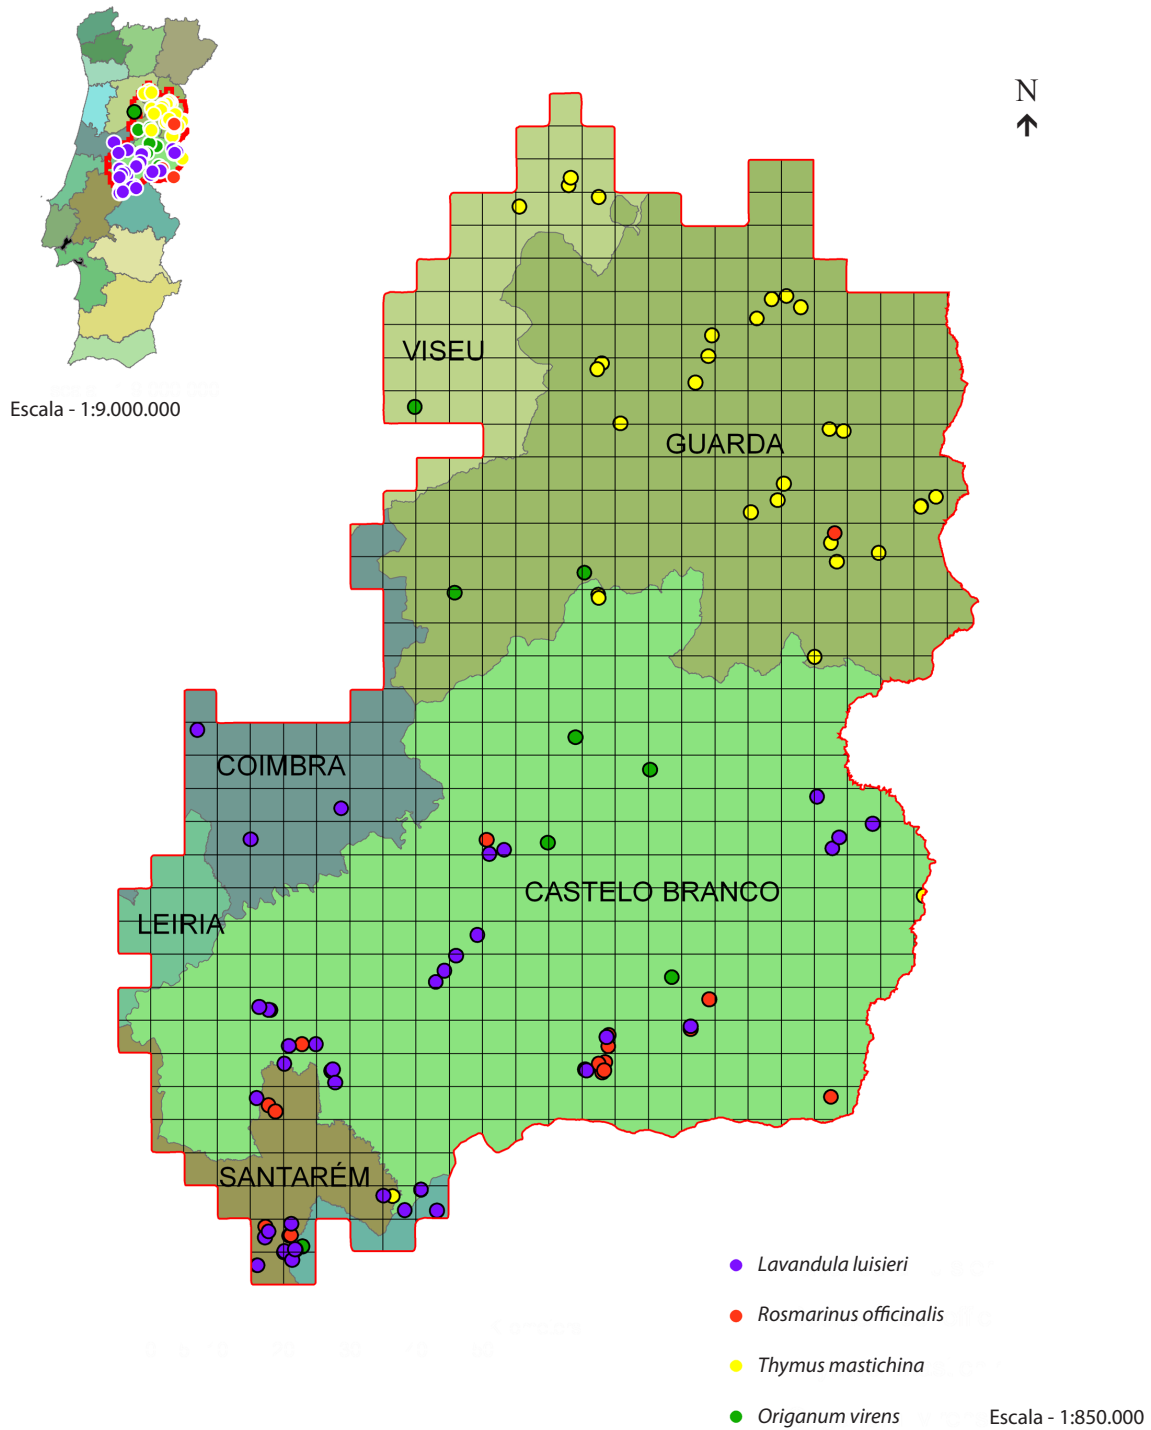 N
Escala - 1:9.000.000
VISEU
GUARDA
COIMBRA
CASTELO BRANCO
LEIRIA
SANTARÉM
Lavandula luisieri
Rosmarinus officinalis
Thymus mastichina
Origanum virens
Escala - 1:850.000